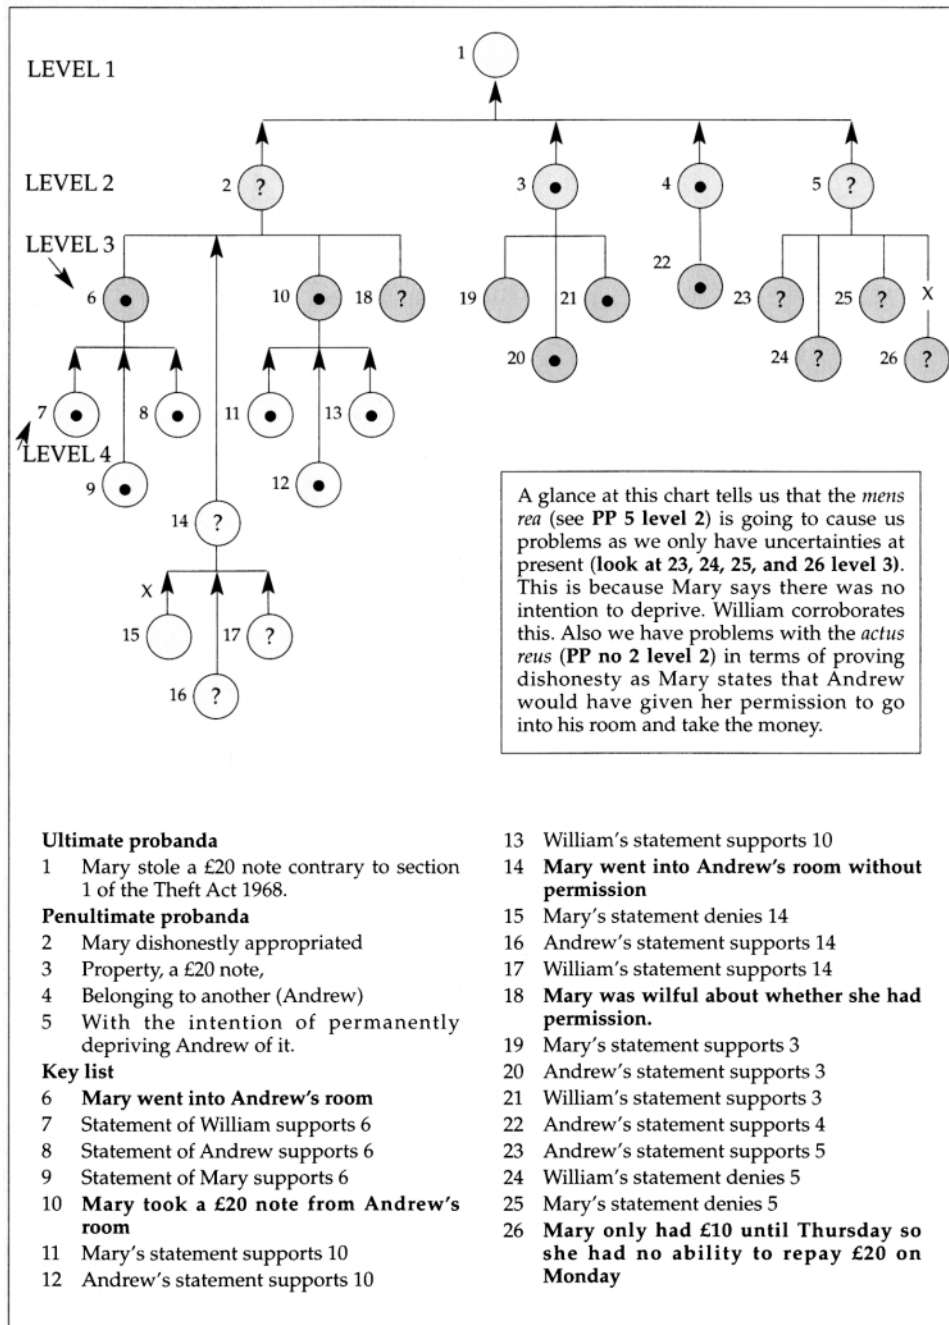 1
LEVEL 1
LEVEL 2
2 ?
3
4
5 ?
LEVEL 3
6
10
18 ?
19
21
22
23 ?
25 ?
X
20
24 ?
26 ?
7
8
11
13
LEVEL 4
9
12
14 ?
X
15
17 ?
16 ?
A glance at this chart tells us that the mens
rea (see PP 5 level 2) is going to cause us
problems as we only have uncertainties at
present (look at 23, 24, 25, and 26 level 3).
This is because Mary says there was no
intention to deprive. William corroborates
this. Also we have problems with the actus
reus (PP no 2 level 2) in terms of proving
dishonesty as Mary states that Andrew
would have given her permission to go
into his room and take the money.
Ultimate probanda
1 Mary stole a £20 note contrary to section
1 of the Theft Act 1968.
Penultimate probanda
2 Mary dishonestly appropriated
3 Property, a £20 note,
4 Belonging to another (Andrew)
5 With the intention of permanently
depriving Andrew of it.
Key list
6 Mary went into Andrew's room
7 Statement of William supports 6
8 Statement of Andrew supports 6
9 Statement of Mary supports 6
10 Mary took a £20 note from Andrew's
room
11 Mary's statement supports 10
12 Andrew's statement supports 10
13 William's statement supports 10
14 Mary went into Andrew's room without
permission
15 Mary's statement denies 14
16 Andrew's statement supports 14
17 William's statement supports 14
18 Mary was wilful about whether she had
permission.
19 Mary's statement supports 3
20 Andrew's statement supports 3
21 William's statement supports 3
22 Andrew's statement supports 4
23 Andrew's statement supports 5
24 William's statement denies 5
25 Mary's statement denies 5
26 Mary only had £10 until Thursday so
she had no ability to repay £20 on
Monday